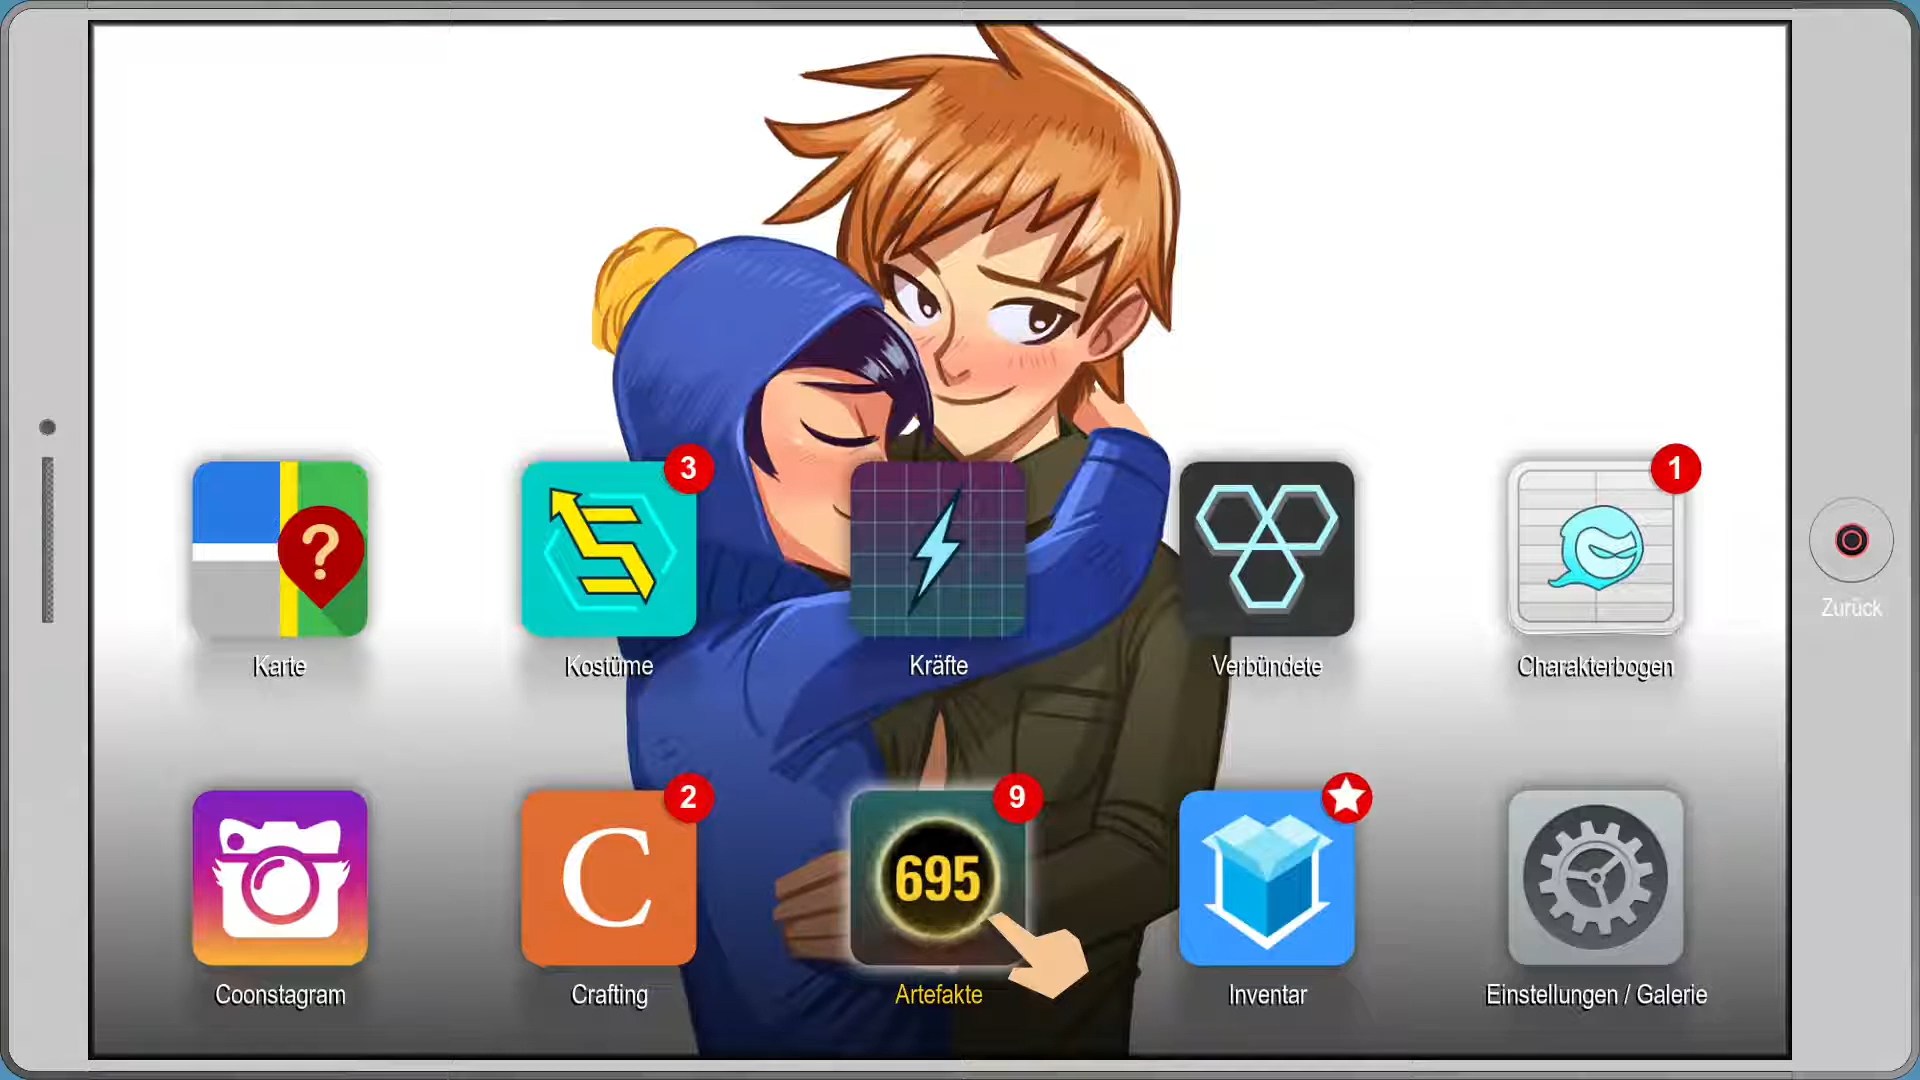 3
1
?
Zurück
Karte
Kostüme
Kräfte
Verbündete
Charakterbogen
2
9
C
695
Coonstagram
Crafting
Artefakte
Inventar
Einstellungen / Galerie